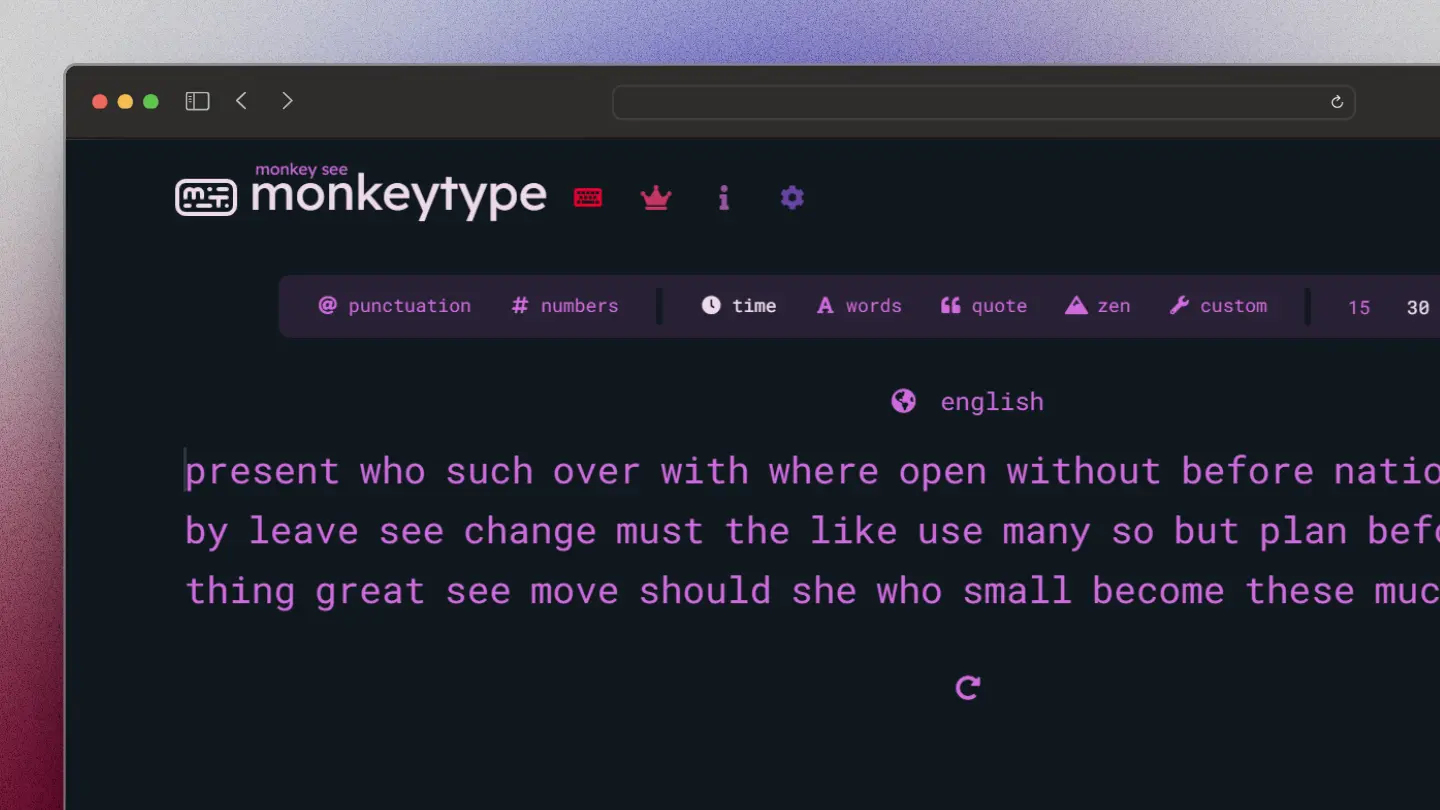 monkey see
monkeytype
@ punctuation # numbers time A words quote zen custom 15 30
english
present who such over with where open without before natio
by leave see change must the like use many so but plan befo
thing great see move should she who small become these muc